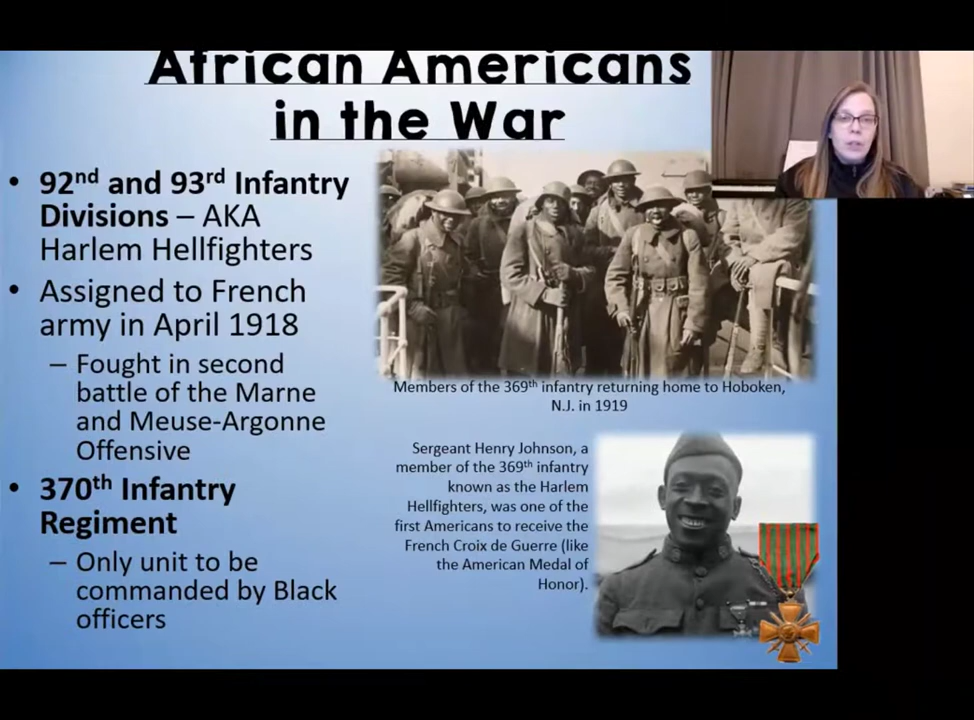 African Americans
in the War
• 92nd and 93rd Infantry
Divisions – AKA
Harlem Hellfighters
• Assigned to French
army in April 1918
– Fought in second
battle of the Marne
and Meuse-Argonne
Offensive
• 370th Infantry
Regiment
– Only unit to be
commanded by Black
officers
Members of the 369th infantry returning home to Hoboken,
N.J. in 1919
Sergeant Henry Johnson, a
member of the 369th infantry
known as the Harlem
Hellfighters, was one of the
first Americans to receive the
French Croix de Guerre (like
the American Medal of
Honor).